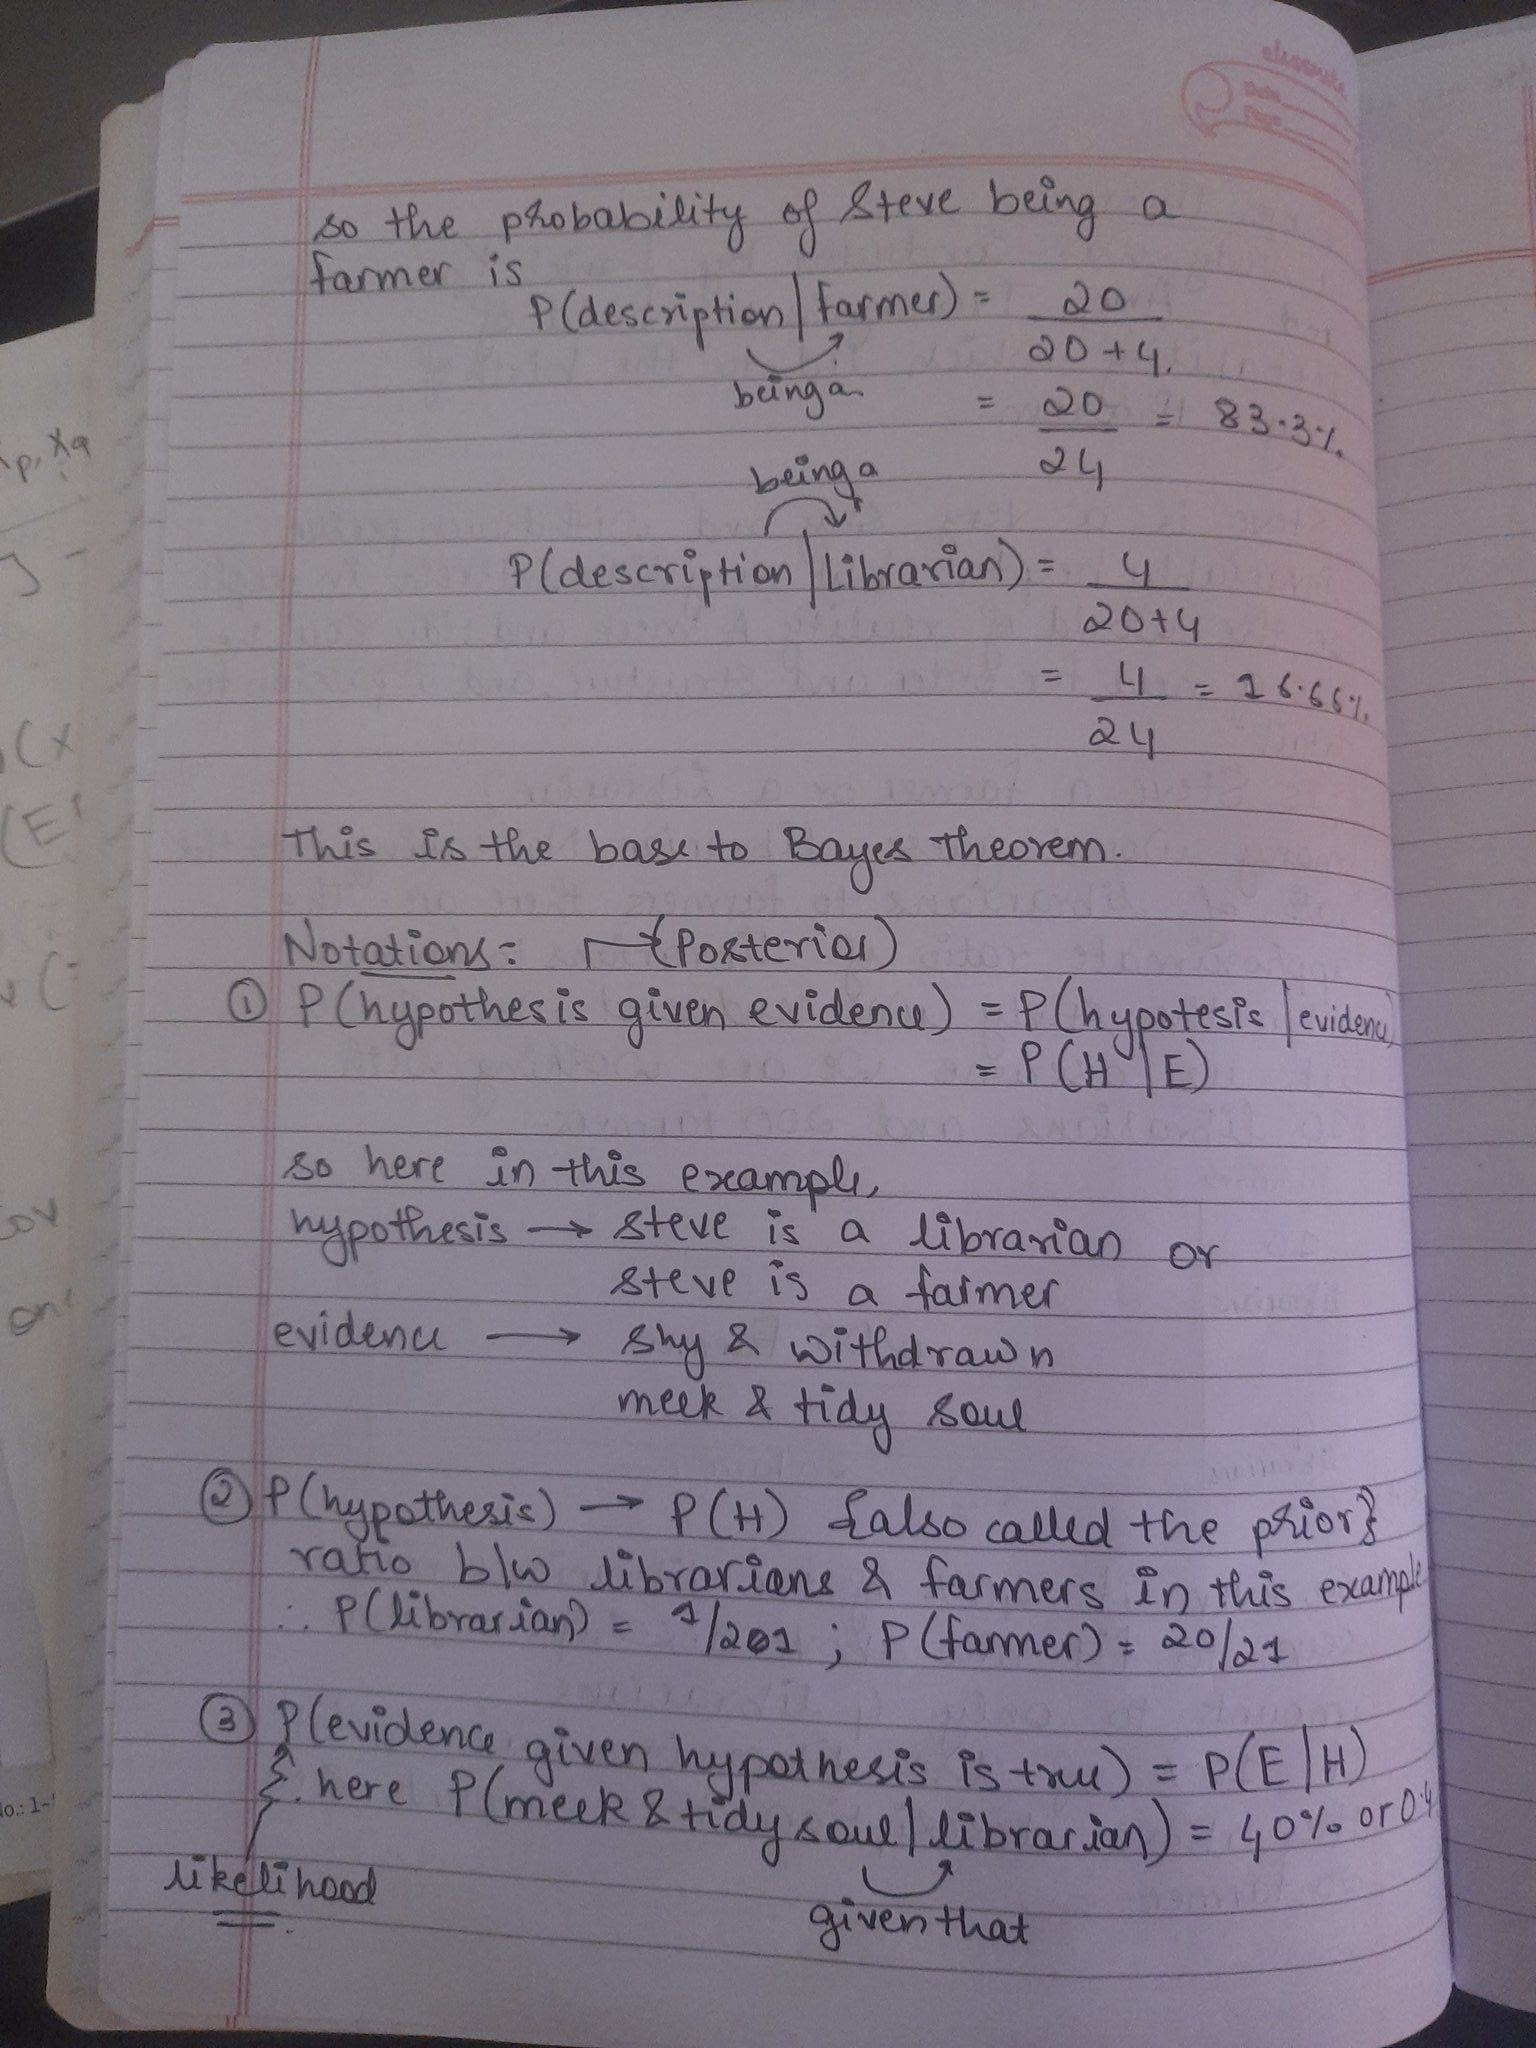 classmate
Date
Page
so the probability of Steve being a
farmer is
P(description | farmer) = 20
20 + 4.
being a
= 20 = 83.3%
24
being a
P(description | Librarian) = 4
20+4
= 4 = 16.66%
24
This is the base to Bayes Theorem.
Notations: (Posterior)
① P(hypothesis given evidence) = P(hypotesis | evidence)
= P(H | E)
so here in this example,
hypothesis → steve is a librarian or
steve is a farmer
evidence → shy & withdrawn
meek & tidy soul
② P(hypothesis) → P(H) {also called the prior}
ratio b/w librarians & farmers in this example
∴ P(librarian) = 1/21 ; P(farmer) = 20/21
③ P(evidence given hypothesis is true) = P(E | H)
here P(meek & tidy soul | librarian) = 40% or 0.4
likelihood
given that